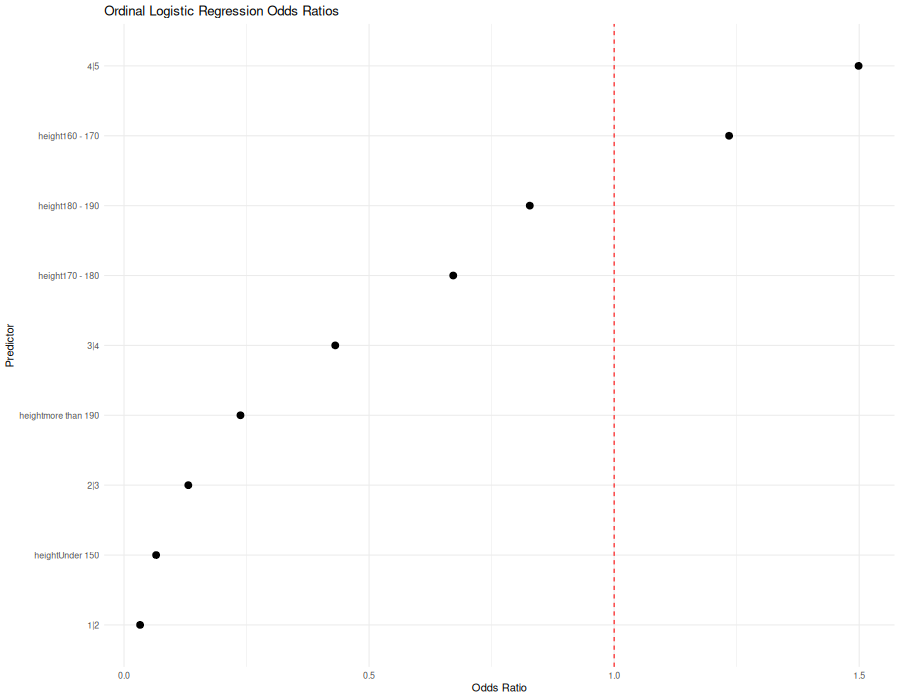 Ordinal Logistic Regression Odds Ratios
Predictor
4|5
height160 - 170
height180 - 190
height170 - 180
3|4
heightmore than 190
2|3
heightUnder 150
1|2
0.0 0.5 1.0 1.5
Odds Ratio